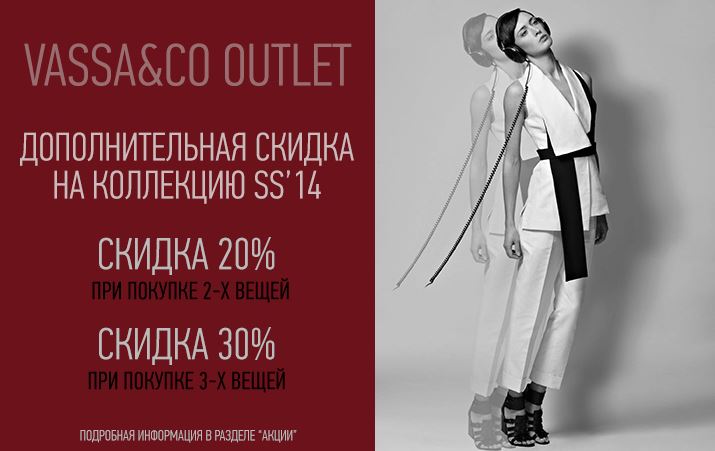 VASSA&CO OUTLET
ДОПОЛНИТЕЛЬНАЯ СКИДКА
НА КОЛЛЕКЦИЮ SS’14
СКИДКА 20%
ПРИ ПОКУПКЕ 2-Х ВЕЩЕЙ
СКИДКА 30%
ПРИ ПОКУПКЕ 3-Х ВЕЩЕЙ
ПОДРОБНАЯ ИНФОРМАЦИЯ В РАЗДЕЛЕ “АКЦИИ”